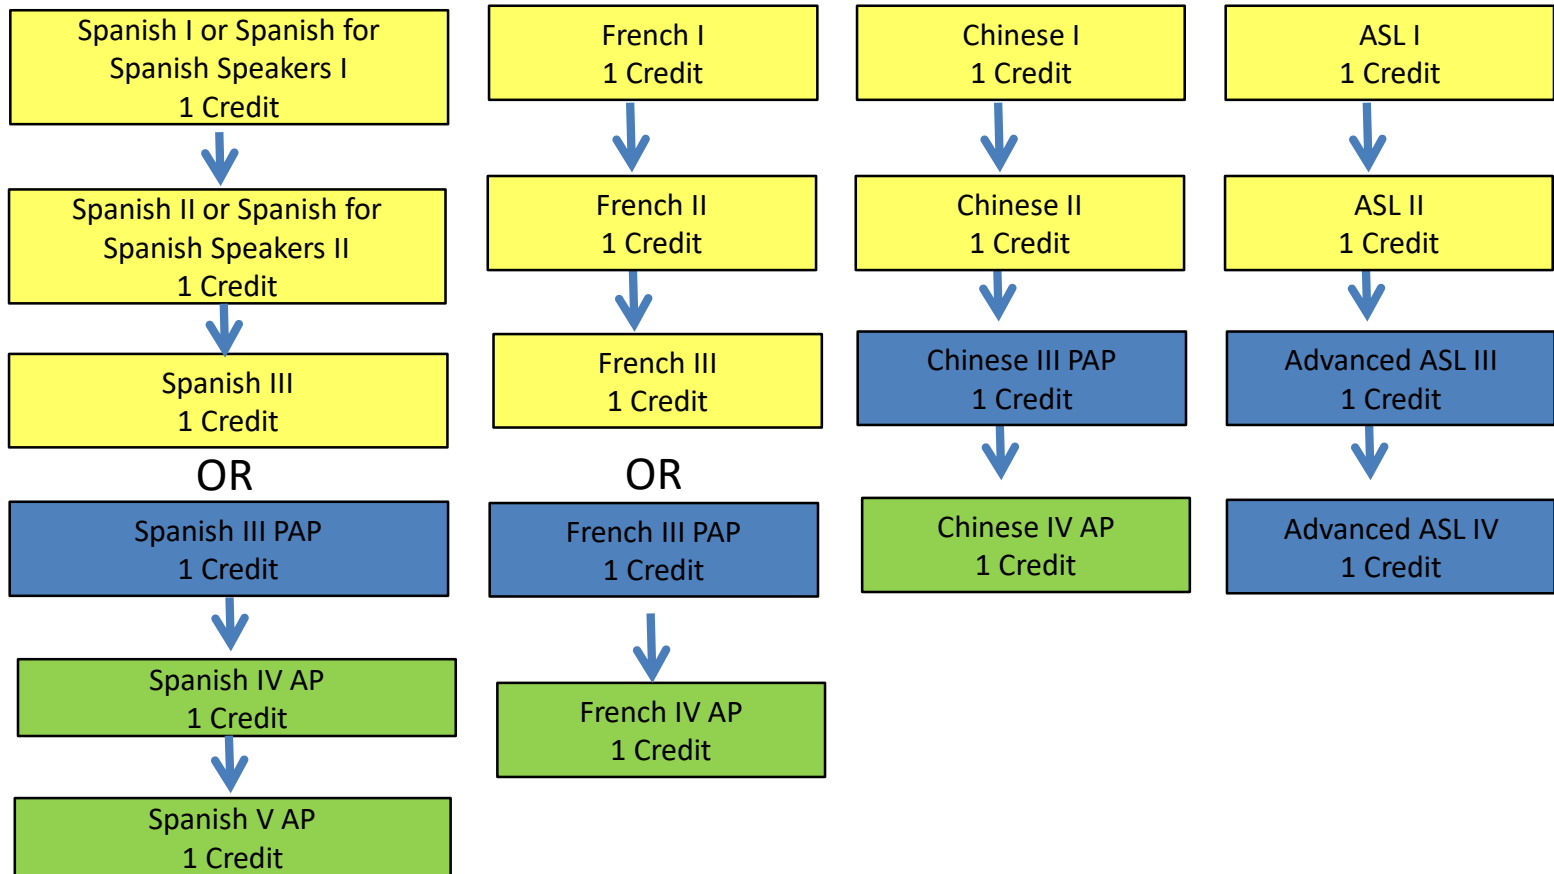 Spanish I or Spanish for
Spanish Speakers I
1 Credit
Spanish II or Spanish for
Spanish Speakers II
1 Credit
Spanish III
1 Credit
OR
Spanish III PAP
1 Credit
Spanish IV AP
1 Credit
Spanish V AP
1 Credit
French I
1 Credit
French II
1 Credit
French III
1 Credit
OR
French III PAP
1 Credit
French IV AP
1 Credit
Chinese I
1 Credit
Chinese II
1 Credit
Chinese III PAP
1 Credit
Chinese IV AP
1 Credit
ASL I
1 Credit
ASL II
1 Credit
Advanced ASL III
1 Credit
Advanced ASL IV
1 Credit